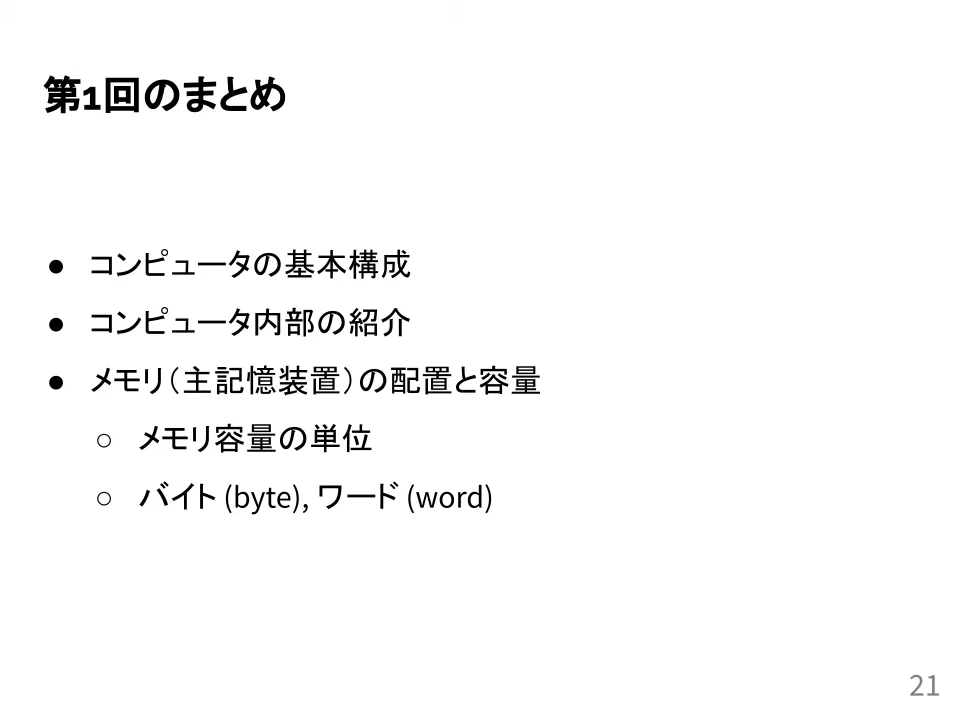 第1回のまとめ
● コンピュータの基本構成
● コンピュータ内部の紹介
● メモリ（主記憶装置）の配置と容量
○ メモリ容量の単位
○ バイト (byte), ワード (word)
21